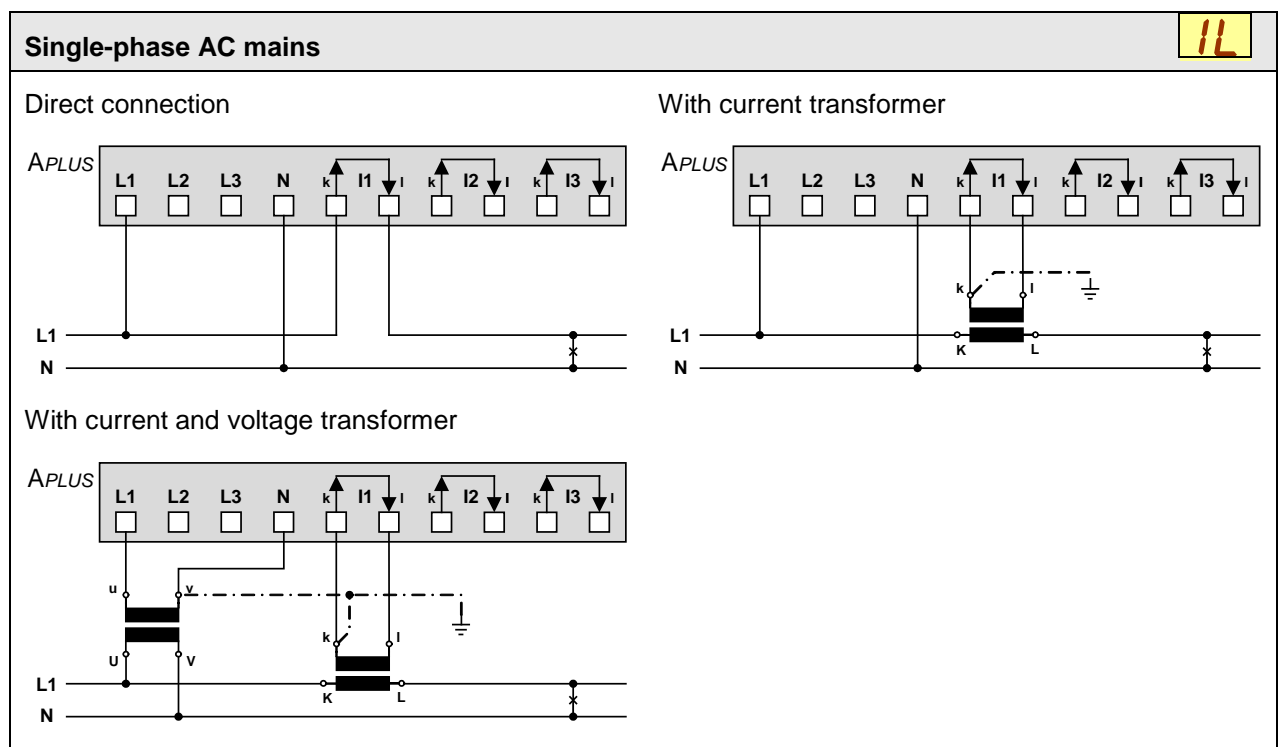 Single-phase AC mains 1L
Direct connection
APLUS
L1 L2 L3 N k I1 l k I2 l k I3 l
L1
N
With current transformer
APLUS
L1 L2 L3 N k I1 l k I2 l k I3 l
k l
L1
K L
N
With current and voltage transformer
APLUS
L1 L2 L3 N k I1 l k I2 l k I3 l
u v
k l
U V
L1
K L
N